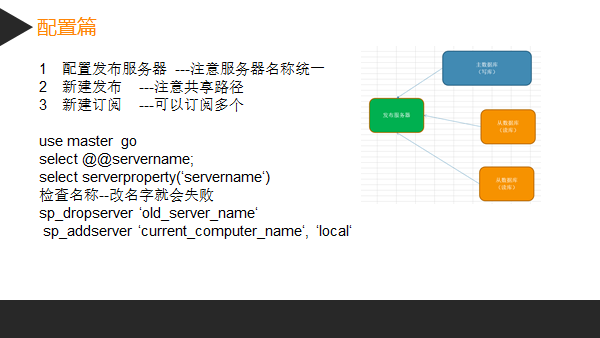 配置篇
1 配置发布服务器 ---注意服务器名称统一
2 新建发布 ---注意共享路径
3 新建订阅 ---可以订阅多个
use master go
select @@servername;
select serverproperty(‘servername‘)
检查名称--改名字就会失败
sp_dropserver ‘old_server_name‘
sp_addserver ‘current_computer_name‘, ‘local‘
主数据库
（写库）
发布服务器
从数据库
（读库）
从数据库
（读库）